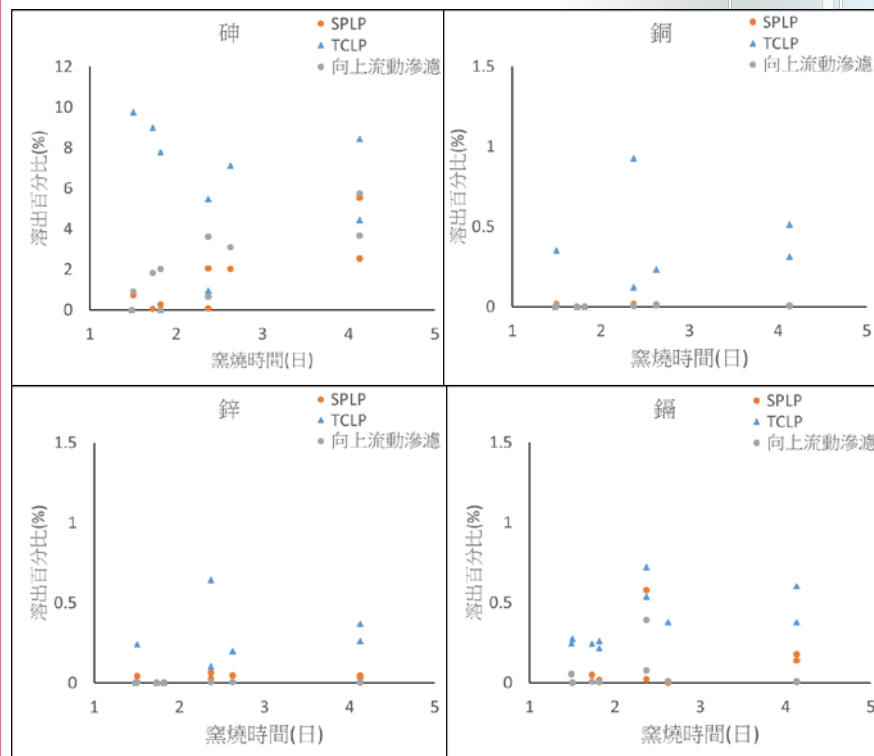 砷
SPLP
TCLP
向上流動滲濾
12
10
8
6
4
2
0
溶出百分比(%)
1 2 3 4 5
窯燒時間(日)
銅
SPLP
TCLP
向上流動滲濾
1.5
1
0.5
0
溶出百分比(%)
1 2 3 4 5
窯燒時間(日)
鋅
SPLP
TCLP
向上流動滲濾
1.5
1
0.5
0
溶出百分比(%)
1 2 3 4 5
窯燒時間(日)
鎘
SPLP
TCLP
向上流動滲濾
1.5
1
0.5
0
溶出百分比(%)
1 2 3 4 5
窯燒時間(日)